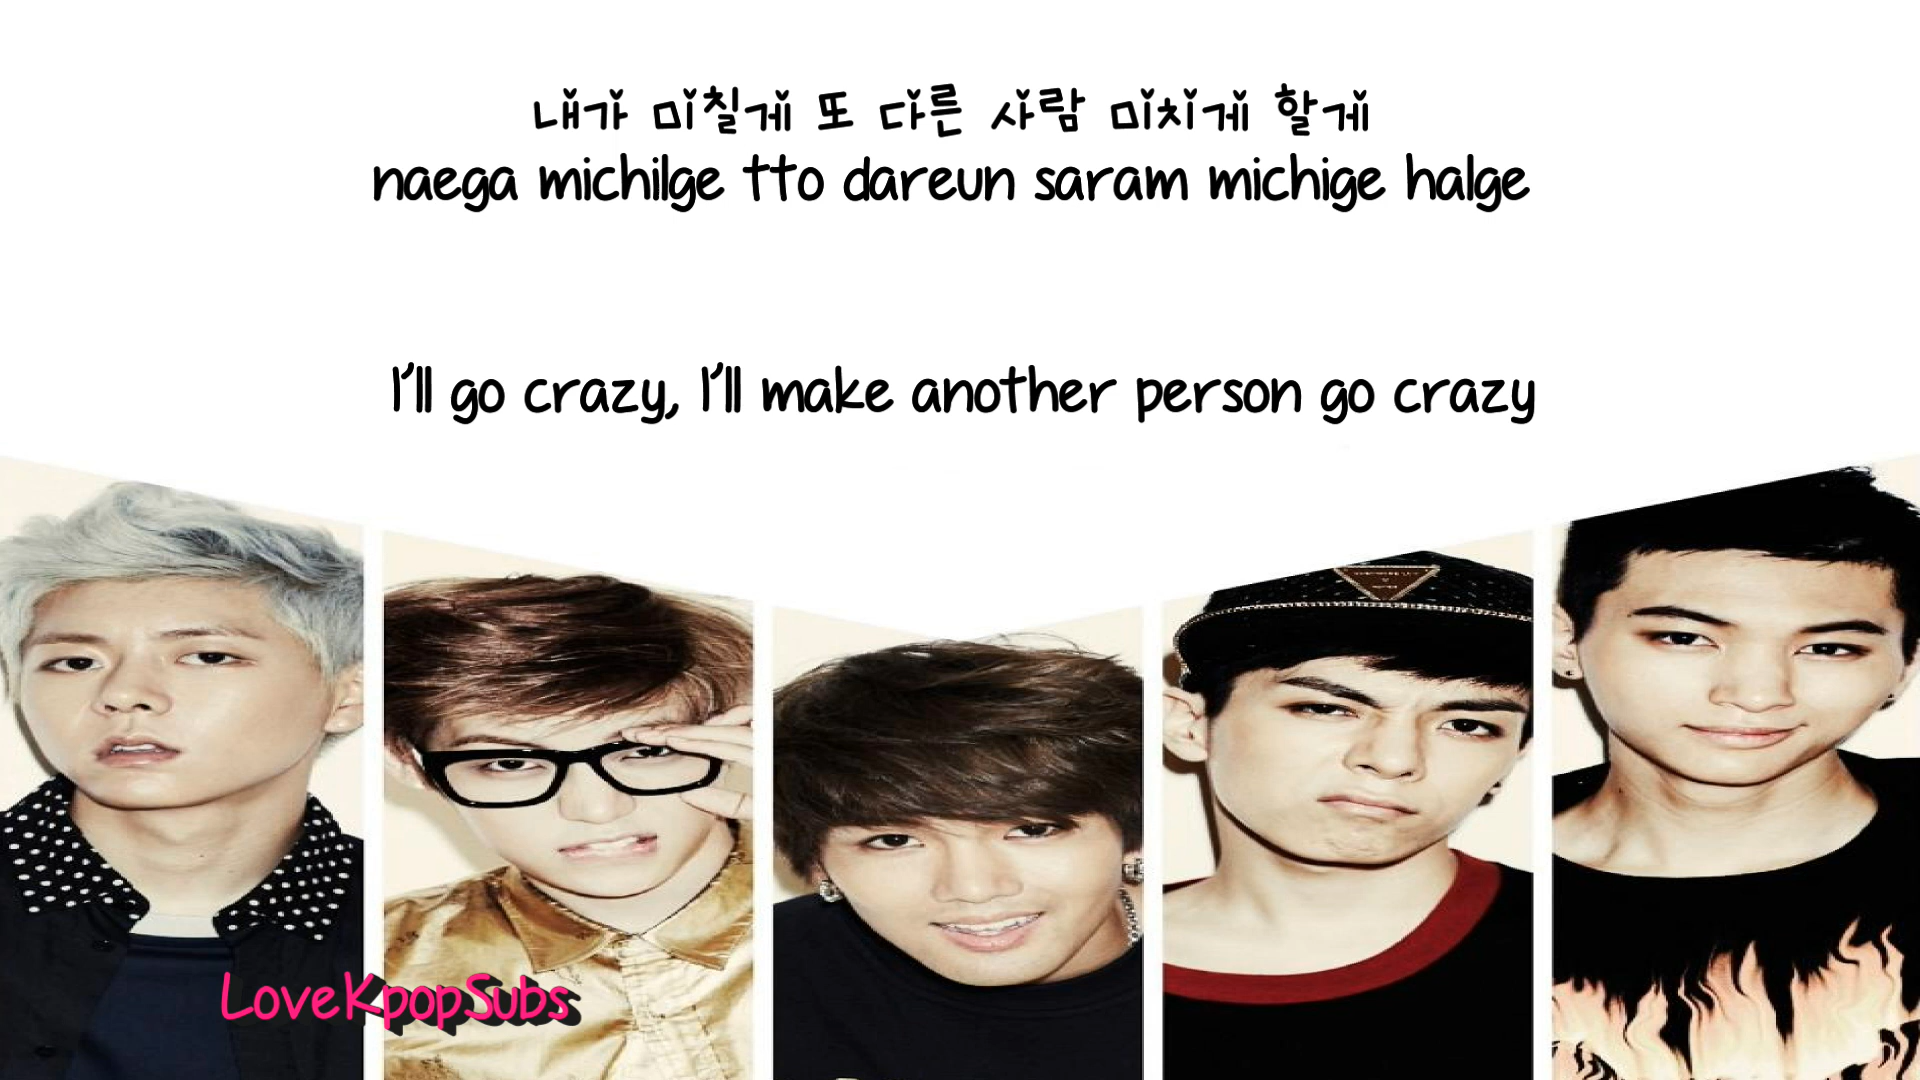 내가 미칠게 또 다른 사람 미치게 할게
naega michilge tto dareun saram michige halge
I'll go crazy, I'll make another person go crazy
LoveKpopSubs